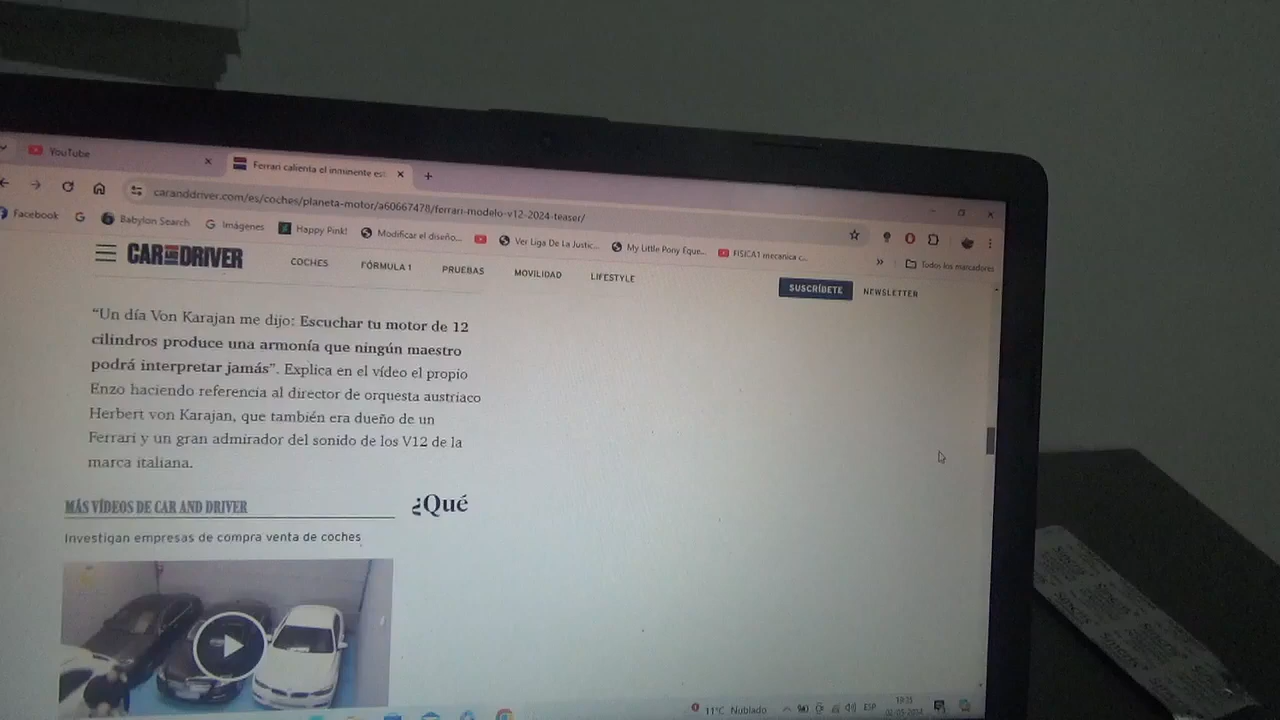 YouTube
Ferrari calienta el inminente es
caranddriver.com/es/coches/planeta-motor/a60667478/ferrari-modelo-v12-2024-teaser/
Facebook
Babylon Search
Imágenes
Happy Pink!
Modificar el diseño...
Ver Liga De La Justic...
My Little Pony Eque...
FISICA1 mecanica c...
Todos los marcadores
CAR AND DRIVER
COCHES
FÓRMULA 1
PRUEBAS
MOVILIDAD
LIFESTYLE
SUSCRÍBETE
NEWSLETTER
“Un día Von Karajan me dijo: Escuchar tu motor de 12
cilindros produce una armonía que ningún maestro
podrá interpretar jamás”. Explica en el vídeo el propio
Enzo haciendo referencia al director de orquesta austríaco
Herbert von Karajan, que también era dueño de un
Ferrari y un gran admirador del sonido de los V12 de la
marca italiana.
MÁS VÍDEOS DE CAR AND DRIVER
¿Qué
Investigan empresas de compra venta de coches
11°C Nublado
ESP
02-05-2024